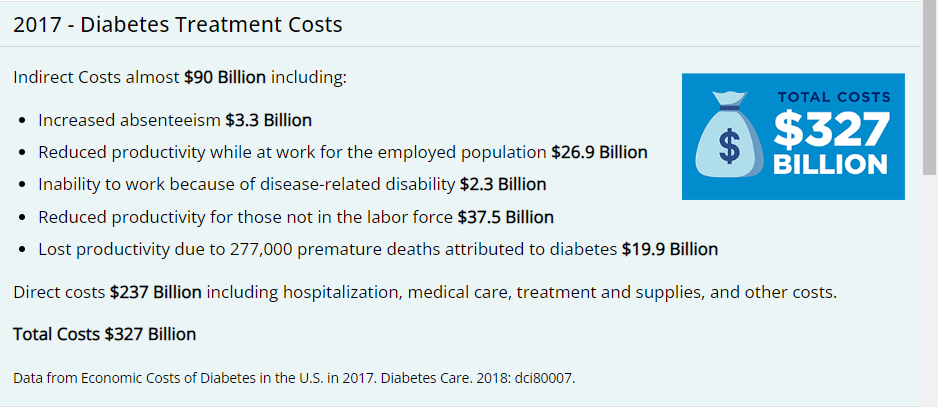 2017 - Diabetes Treatment Costs
Indirect Costs almost $90 Billion including:
• Increased absenteeism $3.3 Billion
• Reduced productivity while at work for the employed population $26.9 Billion
• Inability to work because of disease-related disability $2.3 Billion
• Reduced productivity for those not in the labor force $37.5 Billion
• Lost productivity due to 277,000 premature deaths attributed to diabetes $19.9 Billion
TOTAL COSTS
$327
BILLION
$
Direct costs $237 Billion including hospitalization, medical care, treatment and supplies, and other costs.
Total Costs $327 Billion
Data from Economic Costs of Diabetes in the U.S. in 2017. Diabetes Care. 2018: dci80007.